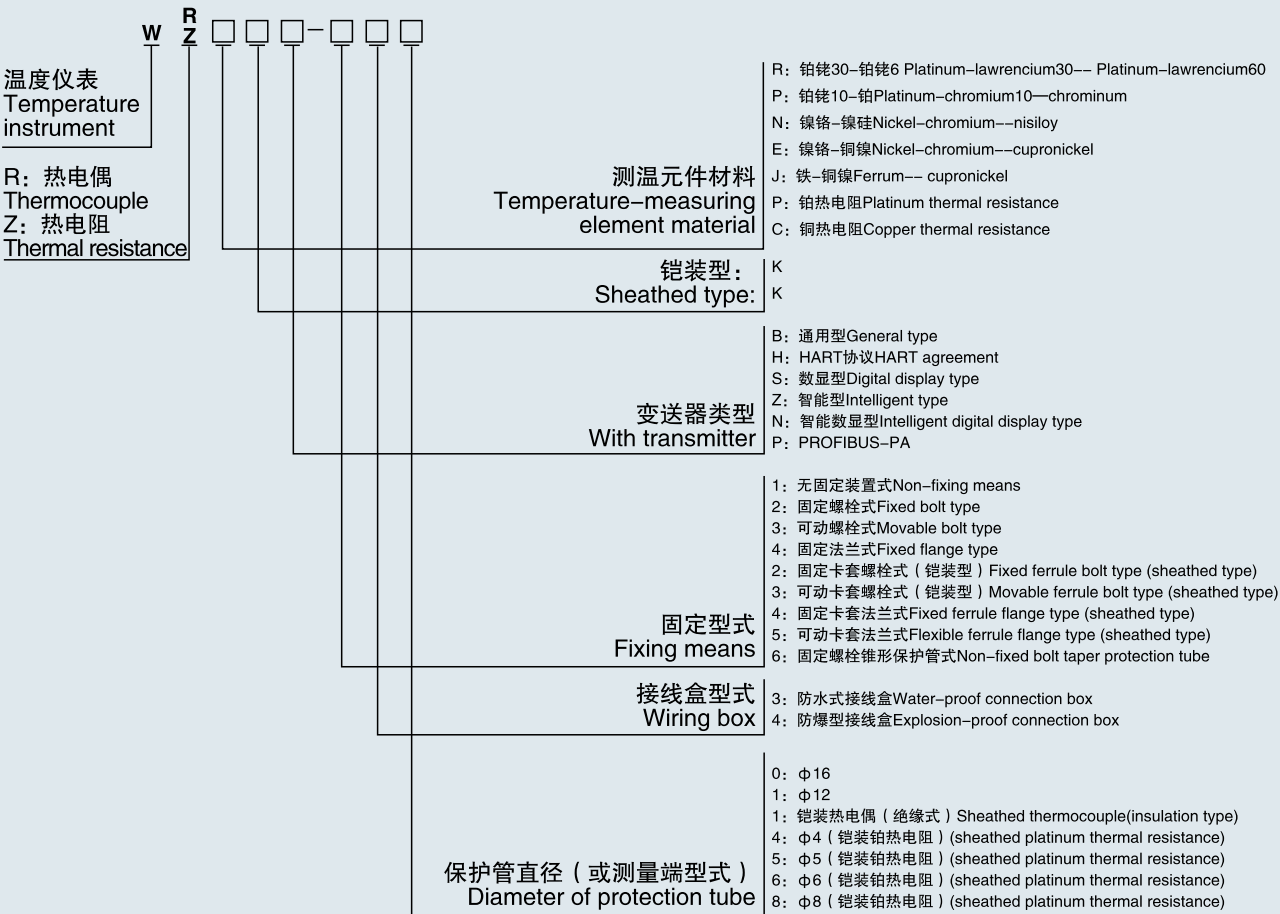 W R Z □ □ □ — □ □ □
温度仪表
Temperature
instrument
R：热电偶
Thermocouple
Z：热电阻
Thermal resistance
测温元件材料
Temperature-measuring
element material
R：铂铑30-铂铑6 Platinum-lawrencium30-- Platinum-lawrencium60
P：铂铑10-铂Platinum-chromium10—chrominum
N：镍铬-镍硅Nickel-chromium--nisiloy
E：镍铬-铜镍Nickel-chromium--cupronickel
J：铁-铜镍Ferrum-- cupronickel
P：铂热电阻Platinum thermal resistance
C：铜热电阻Copper thermal resistance
铠装型：
Sheathed type:
K
K
变送器类型
With transmitter
B：通用型General type
H：HART协议HART agreement
S：数显型Digital display type
Z：智能型Intelligent type
N：智能数显型Intelligent digital display type
P：PROFIBUS-PA
固定型式
Fixing means
1：无固定装置式Non-fixing means
2：固定螺栓式Fixed bolt type
3：可动螺栓式Movable bolt type
4：固定法兰式Fixed flange type
2：固定卡套螺栓式（铠装型）Fixed ferrule bolt type (sheathed type)
3：可动卡套螺栓式（铠装型）Movable ferrule bolt type (sheathed type)
4：固定卡套法兰式Fixed ferrule flange type (sheathed type)
5：可动卡套法兰式Flexible ferrule flange type (sheathed type)
6：固定螺栓锥形保护管式Non-fixed bolt taper protection tube
接线盒型式
Wiring box
3：防水式接线盒Water-proof connection box
4：防爆型接线盒Explosion-proof connection box
保护管直径（或测量端型式）
Diameter of protection tube
0：φ16
1：φ12
1：铠装热电偶（绝缘式）Sheathed thermocouple(insulation type)
4：φ4（铠装铂热电阻）(sheathed platinum thermal resistance)
5：φ5（铠装铂热电阻）(sheathed platinum thermal resistance)
6：φ6（铠装铂热电阻）(sheathed platinum thermal resistance)
8：φ8（铠装铂热电阻）(sheathed platinum thermal resistance)